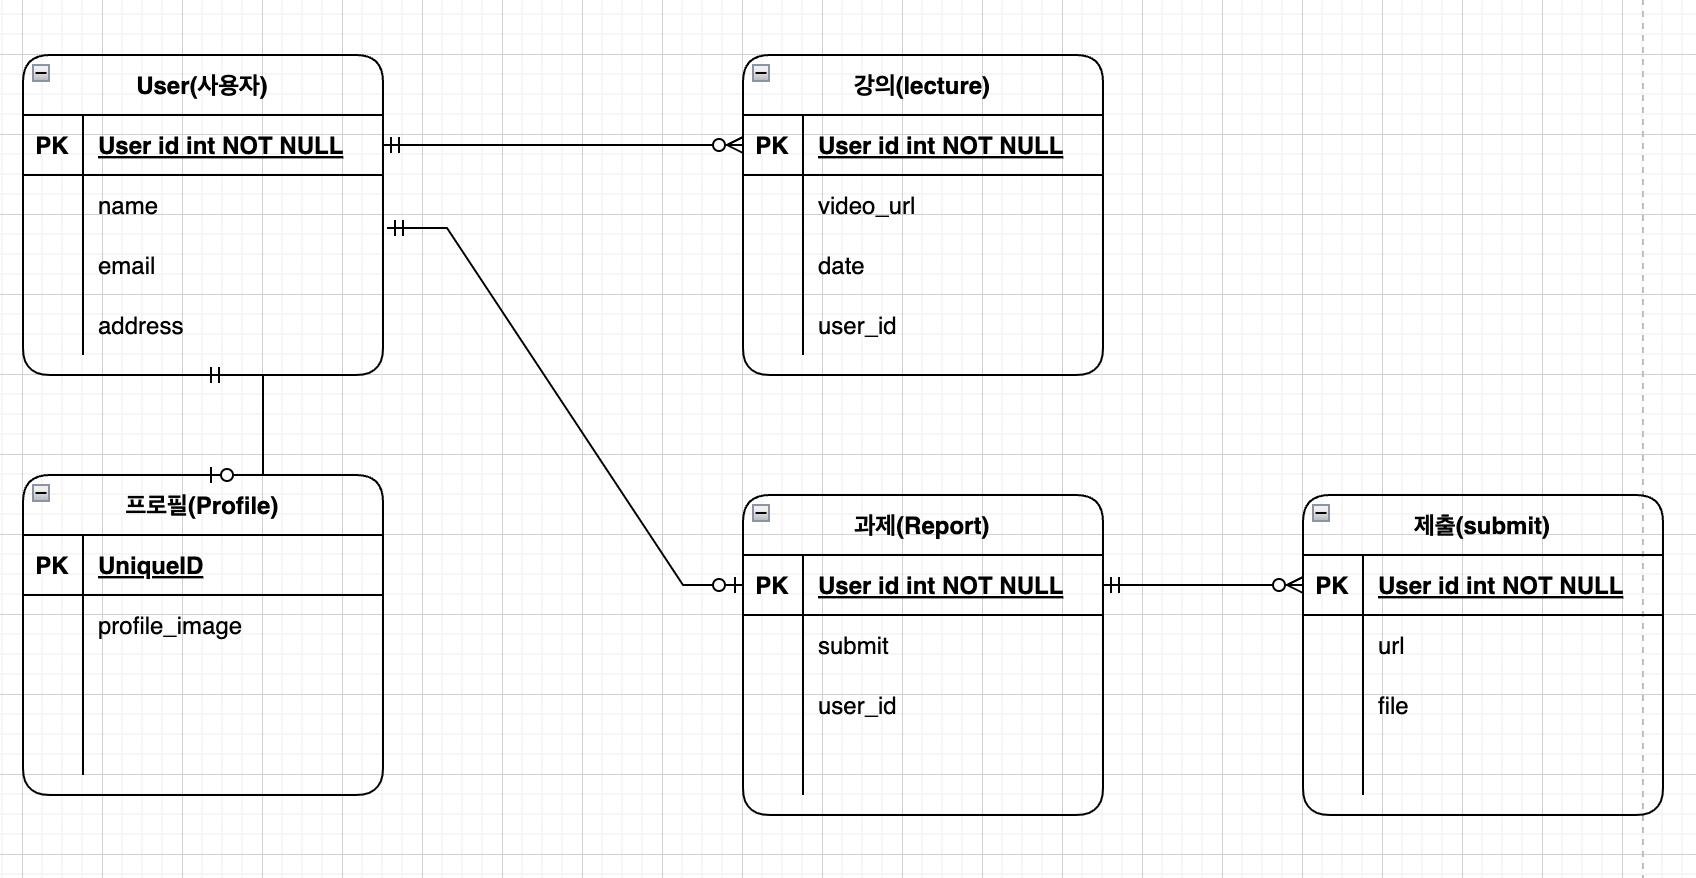 User(사용자)
PK User id int NOT NULL
name
email
address
강의(lecture)
PK User id int NOT NULL
video_url
date
user_id
프로필(Profile)
PK UniqueID
profile_image
과제(Report)
PK User id int NOT NULL
submit
user_id
제출(submit)
PK User id int NOT NULL
url
file